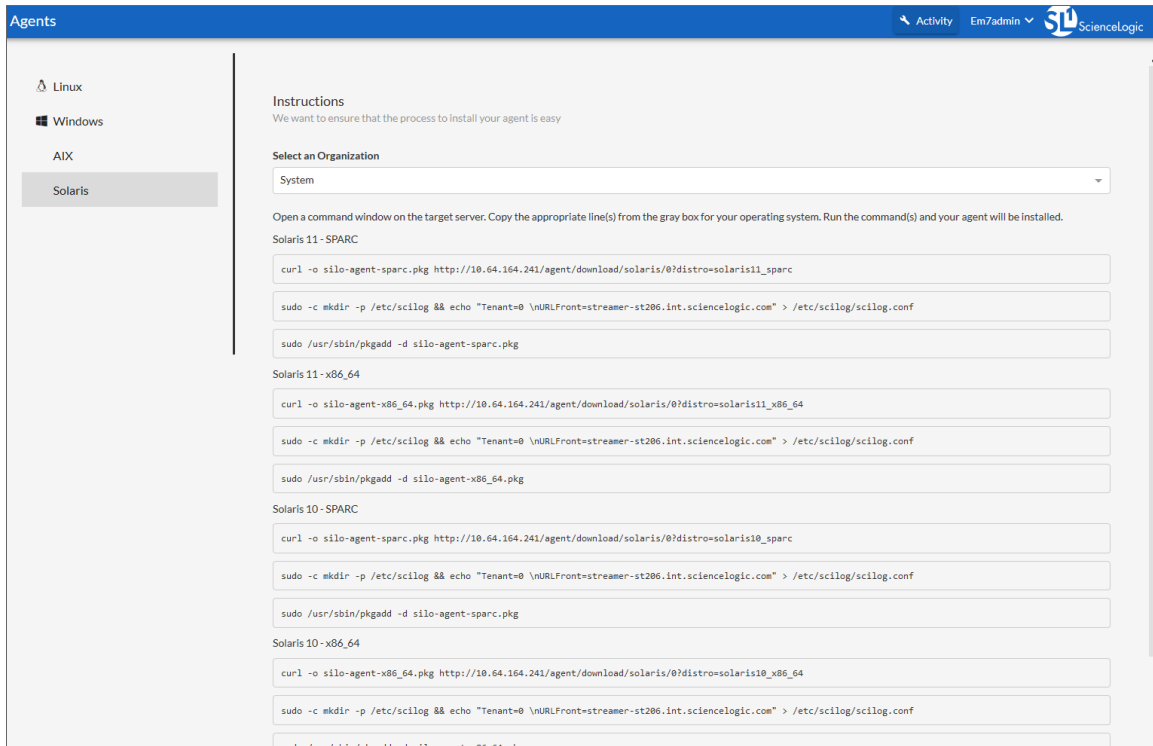 Agents
Activity
Em7admin
SL1 ScienceLogic
Linux
Windows
AIX
Solaris
Instructions
We want to ensure that the process to install your agent is easy
Select an Organization
System
Open a command window on the target server. Copy the appropriate line(s) from the gray box for your operating system. Run the command(s) and your agent will be installed.
Solaris 11 - SPARC
curl -o silo-agent-sparc.pkg http://10.64.164.241/agent/download/solaris/0?distro=solaris11_sparc
sudo -c mkdir -p /etc/scilog && echo "Tenant=0 \nURLFront=streamer-st206.int.sciencelogic.com" > /etc/scilog/scilog.conf
sudo /usr/sbin/pkgadd -d silo-agent-sparc.pkg
Solaris 11 - x86_64
curl -o silo-agent-x86_64.pkg http://10.64.164.241/agent/download/solaris/0?distro=solaris11_x86_64
sudo -c mkdir -p /etc/scilog && echo "Tenant=0 \nURLFront=streamer-st206.int.sciencelogic.com" > /etc/scilog/scilog.conf
sudo /usr/sbin/pkgadd -d silo-agent-x86_64.pkg
Solaris 10 - SPARC
curl -o silo-agent-sparc.pkg http://10.64.164.241/agent/download/solaris/0?distro=solaris10_sparc
sudo -c mkdir -p /etc/scilog && echo "Tenant=0 \nURLFront=streamer-st206.int.sciencelogic.com" > /etc/scilog/scilog.conf
sudo /usr/sbin/pkgadd -d silo-agent-sparc.pkg
Solaris 10 - x86_64
curl -o silo-agent-x86_64.pkg http://10.64.164.241/agent/download/solaris/0?distro=solaris10_x86_64
sudo -c mkdir -p /etc/scilog && echo "Tenant=0 \nURLFront=streamer-st206.int.sciencelogic.com" > /etc/scilog/scilog.conf